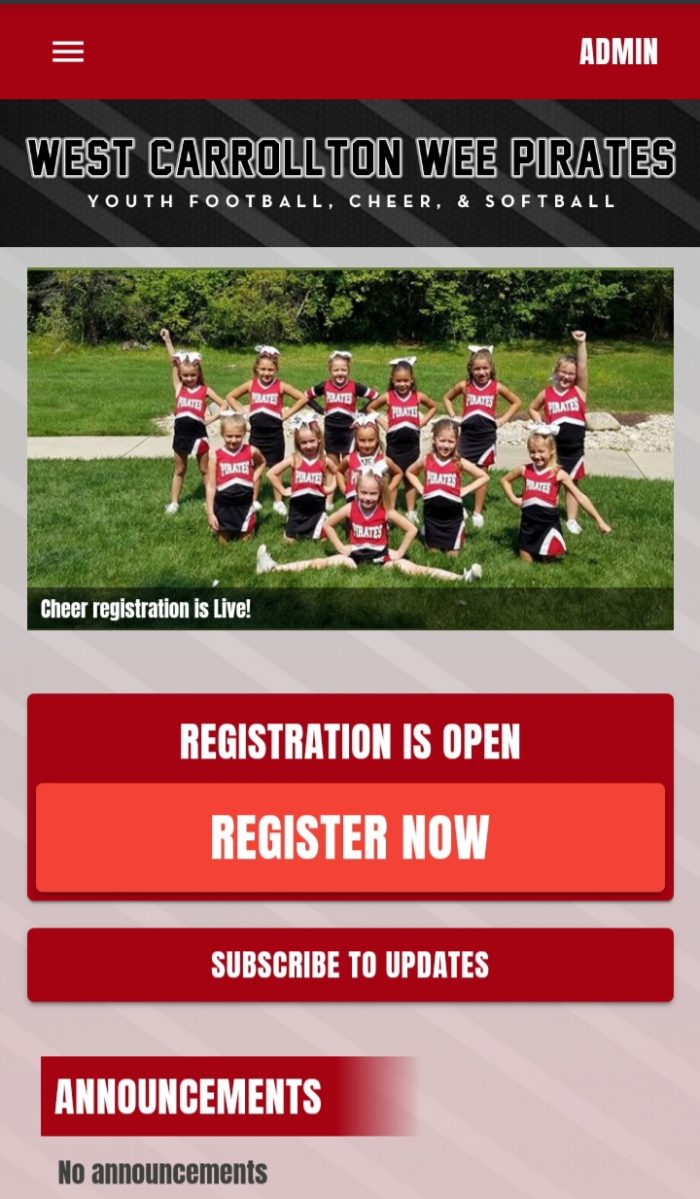 ADMIN
WEST CARROLLTON WEE PIRATES
YOUTH FOOTBALL, CHEER, & SOFTBALL
PIRATES
PIRATES
PIRATES
PIRATES
PIRATES
PIRATES
PIRATES
PIRATES
PIRATES
PIRATES
PIRATES
PIRATES
Cheer registration is Live!
REGISTRATION IS OPEN
REGISTER NOW
SUBSCRIBE TO UPDATES
ANNOUNCEMENTS
No announcements